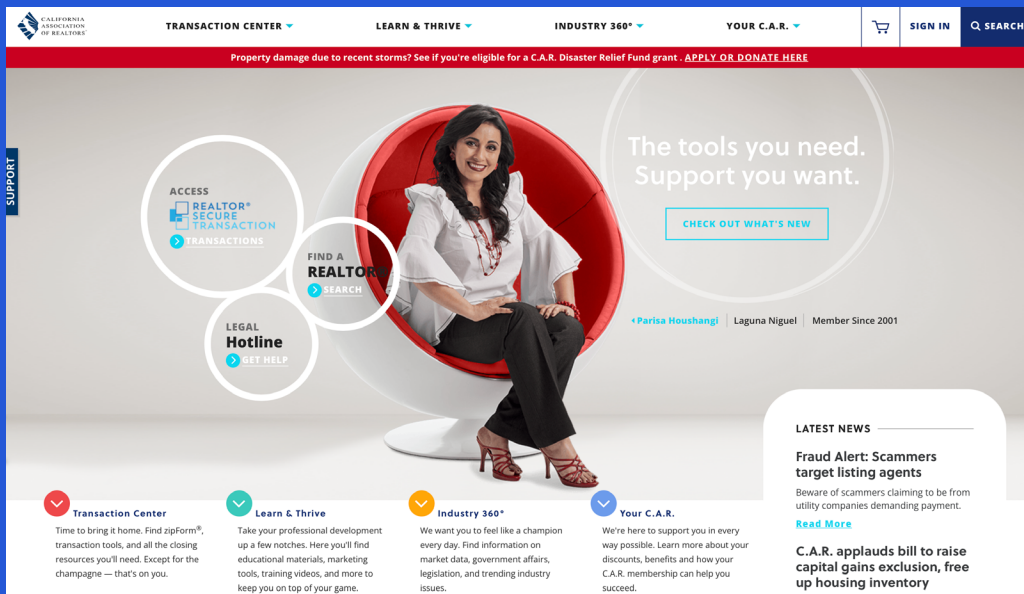 CALIFORNIA
ASSOCIATION
OF REALTORS®
TRANSACTION CENTER
LEARN & THRIVE
INDUSTRY 360°
YOUR C.A.R.
SIGN IN
SEARCH
Property damage due to recent storms? See if you're eligible for a C.A.R. Disaster Relief Fund grant . APPLY OR DONATE HERE
SUPPORT
ACCESS
REALTOR®
SECURE
TRANSACTION
TRANSACTIONS
FIND A
REALTOR®
SEARCH
LEGAL
Hotline
GET HELP
The tools you need.
Support you want.
CHECK OUT WHAT'S NEW
Parisa Houshangi
Laguna Niguel
Member Since 2001
LATEST NEWS
Fraud Alert: Scammers
target listing agents
Beware of scammers claiming to be from
utility companies demanding payment.
Read More
C.A.R. applauds bill to raise
capital gains exclusion, free
up housing inventory
Transaction Center
Time to bring it home. Find zipForm®,
transaction tools, and all the closing
resources you'll need. Except for the
champagne — that's on you.
Learn & Thrive
Take your professional development
up a few notches. Here you'll find
educational materials, marketing
tools, training videos, and more to
keep you on top of your game.
Industry 360°
We want you to feel like a champion
every day. Find information on
market data, government affairs,
legislation, and trending industry
issues.
Your C.A.R.
We're here to support you in every
way possible. Learn more about your
discounts, benefits and how your
C.A.R. membership can help you
succeed.